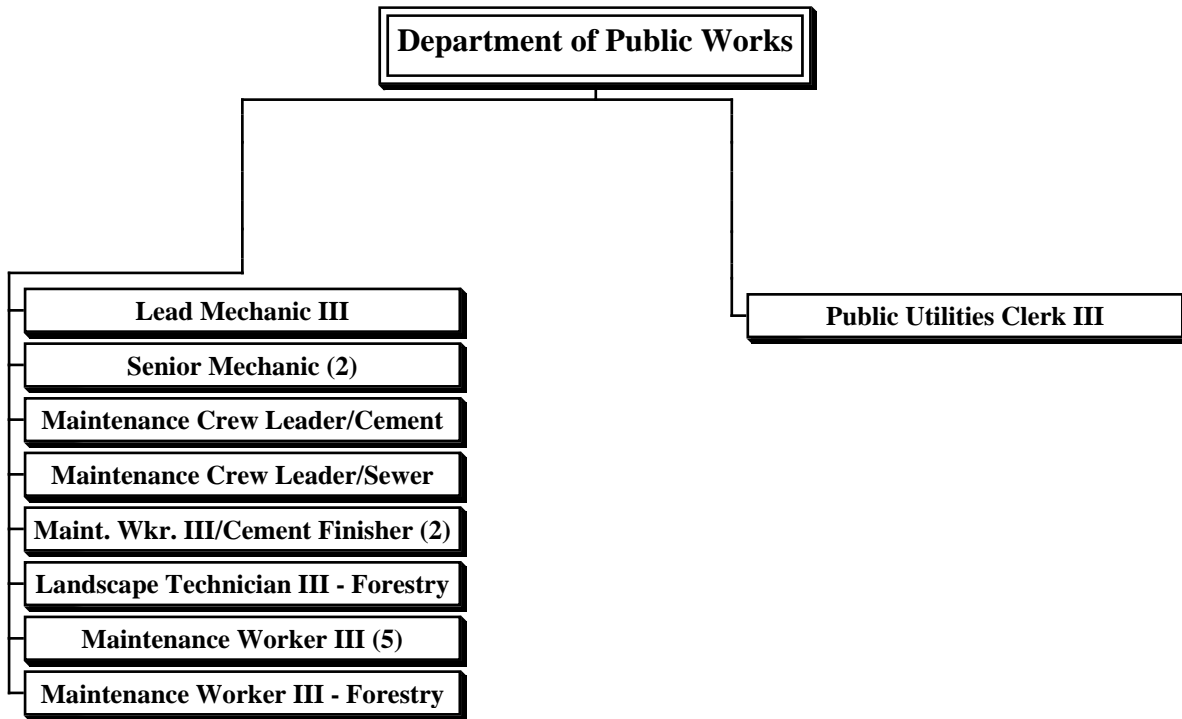 Department of Public Works
Lead Mechanic III
Public Utilities Clerk III
Senior Mechanic (2)
Maintenance Crew Leader/Cement
Maintenance Crew Leader/Sewer
Maint. Wkr. III/Cement Finisher (2)
Landscape Technician III - Forestry
Maintenance Worker III (5)
Maintenance Worker III - Forestry